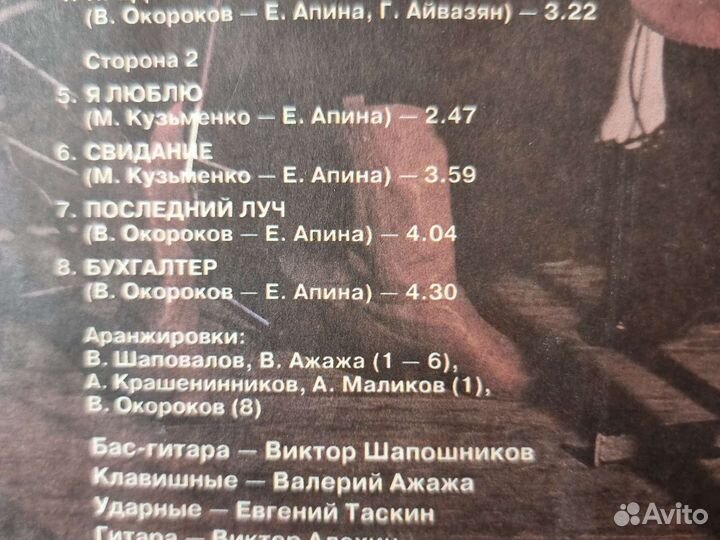 (В. Окороков — Е. Апина, Г. Айвазян) — 3.22
Сторона 2
5. Я ЛЮБЛЮ
(М. Кузьменко — Е. Апина) — 2.47
6. СВИДАНИЕ
(М. Кузьменко — Е. Апина) — 3.59
7. ПОСЛЕДНИЙ ЛУЧ
(В. Окороков — Е. Апина) — 4.04
8. БУХГАЛТЕР
(В. Окороков — Е. Апина) — 4.30
Аранжировки:
В. Шаповалов, В. Ажажа (1 — 6),
А. Крашенинников, А. Маликов (1),
В. Окороков (8)
Бас-гитара — Виктор Шапошников
Клавишные — Валерий Ажажа
Ударные — Евгений Таскин
Гитара — Виктор
Avito